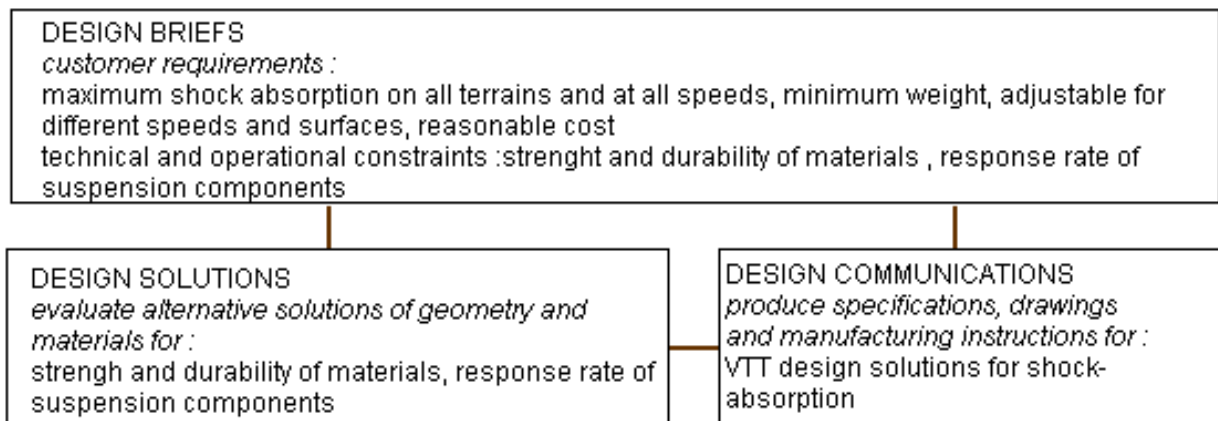 DESIGN BRIEFS
customer requirements :
maximum shock absorption on all terrains and at all speeds, minimum weight, adjustable for
different speeds and surfaces, reasonable cost
technical and operational constraints :strenght and durability of materials , response rate of
suspension components
DESIGN SOLUTIONS
evaluate alternative solutions of geometry and
materials for :
strengh and durability of materials, response rate of
suspension components
DESIGN COMMUNICATIONS
produce specifications, drawings
and manufacturing instructions for :
VTT design solutions for shock-
absorption